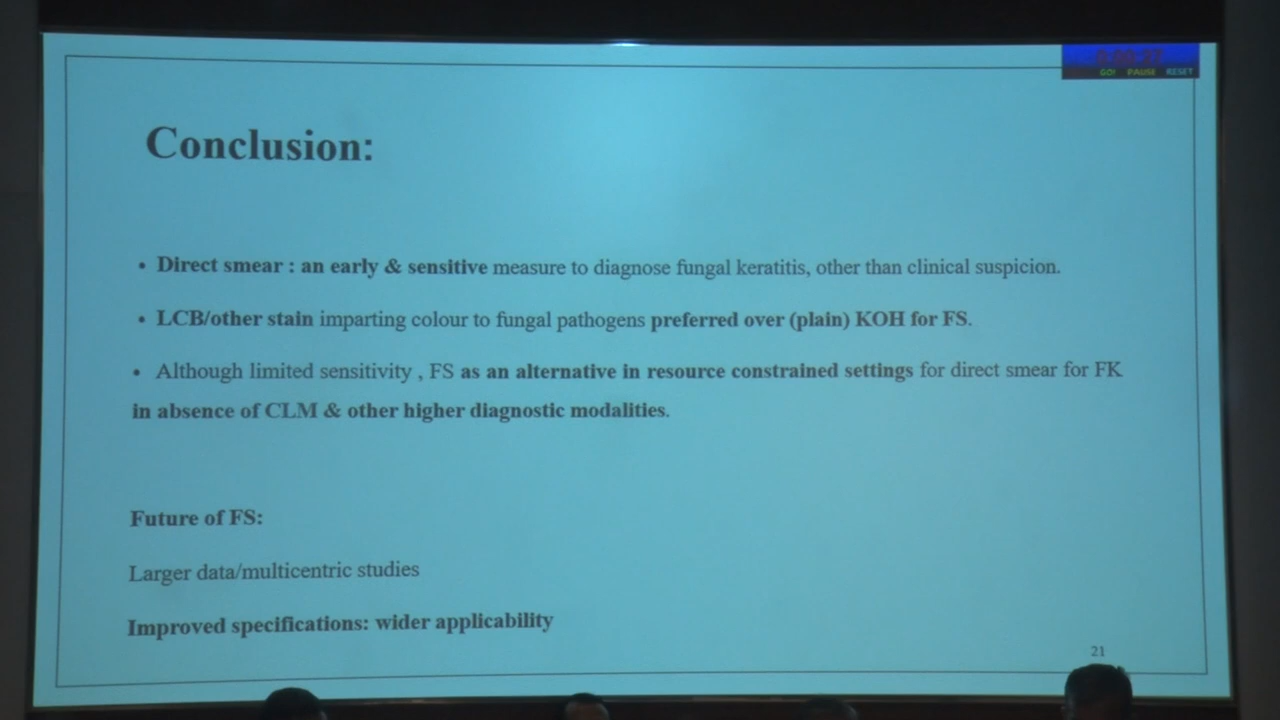 GO! PAUSE RESET
Conclusion:
• Direct smear : an early & sensitive measure to diagnose fungal keratitis, other than clinical suspicion.
• LCB/other stain imparting colour to fungal pathogens preferred over (plain) KOH for FS.
• Although limited sensitivity , FS as an alternative in resource constrained settings for direct smear for FK
in absence of CLM & other higher diagnostic modalities.
Future of FS:
Larger data/multicentric studies
Improved specifications: wider applicability
21